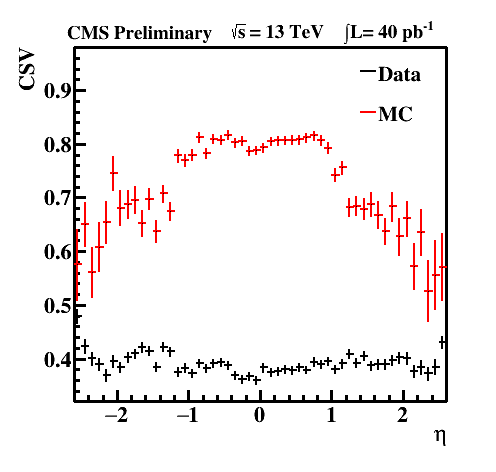 CMS Preliminary √s = 13 TeV ∫L= 40 pb⁻¹
CSV
Data
MC
0.9
0.8
0.7
0.6
0.5
0.4
−2 −1 0 1 2
η